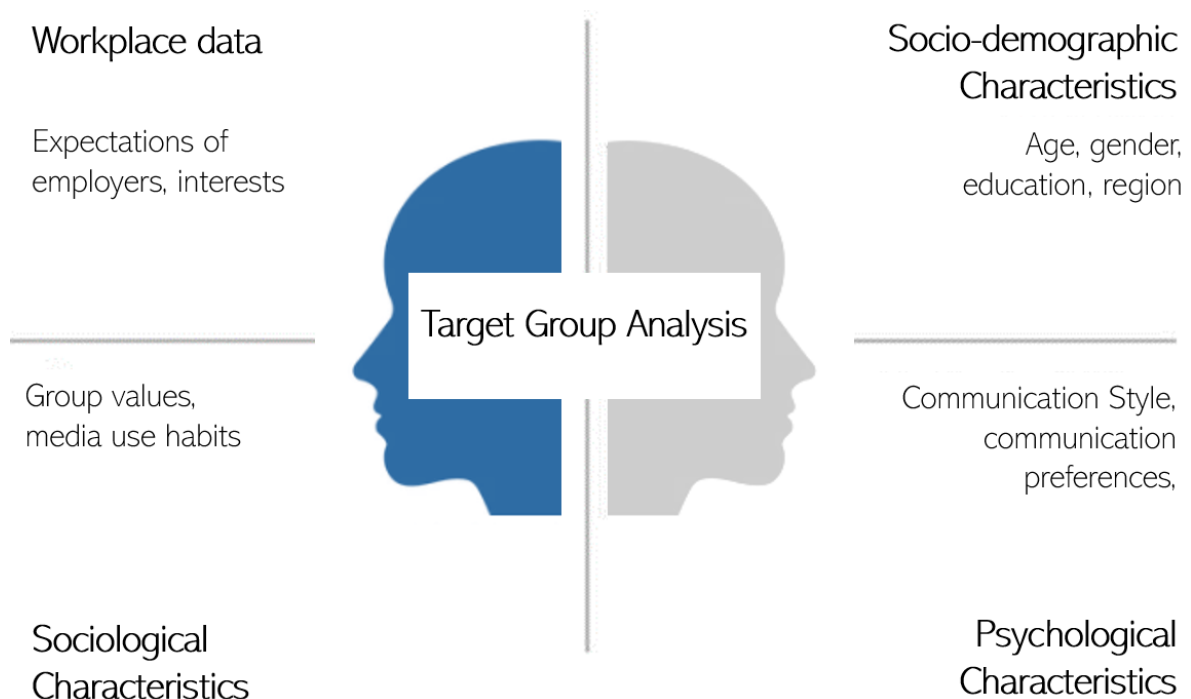 Workplace data
Expectations of
employers, interests
Socio-demographic
Characteristics
Age, gender,
education, region
Target Group Analysis
Group values,
media use habits
Sociological
Characteristics
Communication Style,
communication
preferences,
Psychological
Characteristics